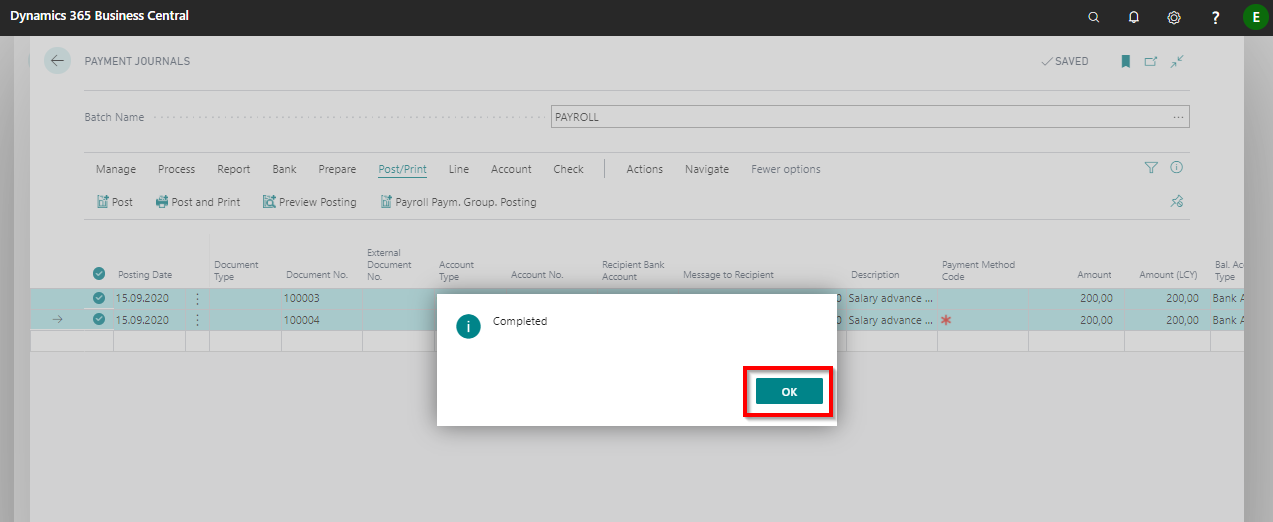 Dynamics 365 Business Central
?
E
PAYMENT JOURNALS
SAVED
Batch Name
PAYROLL
...
Manage Process Report Bank Prepare Post/Print Line Account Check Actions Navigate Fewer options
Post Post and Print Preview Posting Payroll Paym. Group. Posting
Posting Date
Document
Type
Document No.
External
Document
No.
Account
Type
Account No.
Recipient Bank
Account
Message to Recipient
Description
Payment Method
Code
Amount
Amount (LCY)
Bal. Ac
Type
15.09.2020 100003 0 Salary advance ... 200,00 200,00 Bank A
15.09.2020 100004 0 Salary advance ... 200,00 200,00 Bank A
Completed
OK